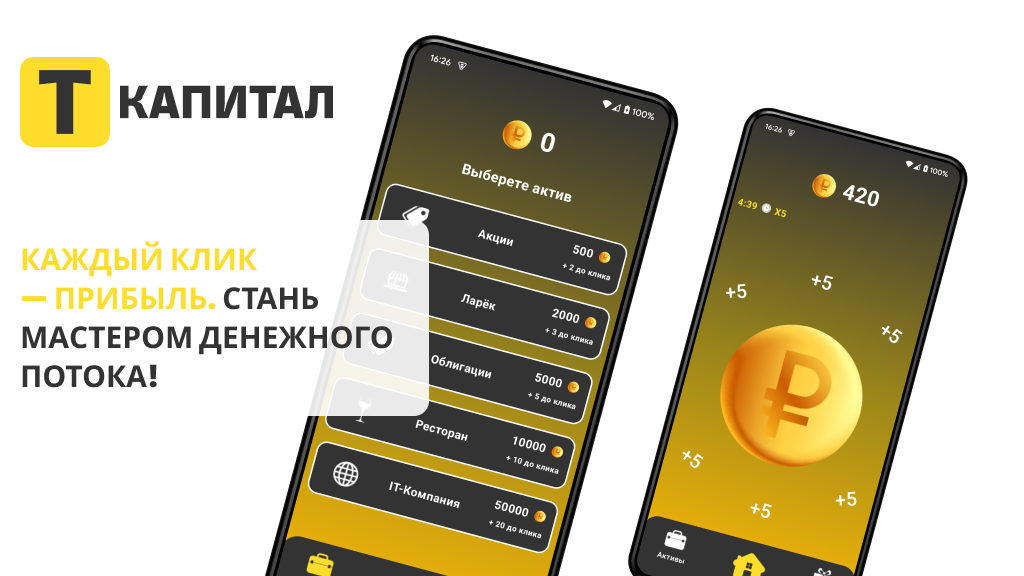 Т КАПИТАЛ
КАЖДЫЙ КЛИК
— ПРИБЫЛЬ. СТАНЬ
МАСТЕРОМ ДЕНЕЖНОГО
ПОТОКА!
16:26
100%
0
Выберете актив
Акции
500
+ 2 до клика
Ларёк
2000
+ 3 до клика
Облигации
5000
+ 5 до клика
Ресторан
10000
+ 10 до клика
IT-Компания
50000
+ 20 до клика
16:26
100%
420
4:39 X5
+5
+5
+5
+5
+5
+5
Активы